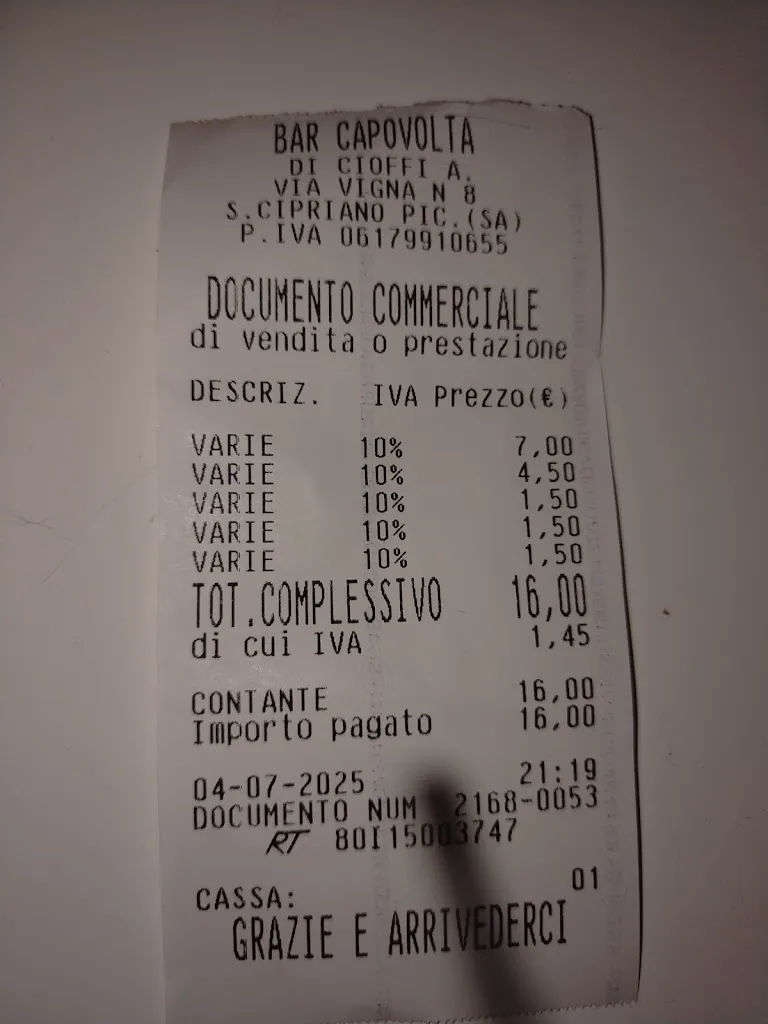 BAR CAPOVOLTA
DI CIOFFI A.
VIA VIGNA N 8
S.CIPRIANO PIC.(SA)
P.IVA 06179910655
DOCUMENTO COMMERCIALE
di vendita o prestazione
DESCRIZ. IVA Prezzo(€)
VARIE 10% 7,00
VARIE 10% 4,50
VARIE 10% 1,50
VARIE 10% 1,50
VARIE 10% 1,50
TOT.COMPLESSIVO 16,00
di cui IVA 1,45
CONTANTE 16,00
Importo pagato 16,00
04-07-2025 21:19
DOCUMENTO NUM 2168-0053
RT 80I15003747
CASSA: 01
GRAZIE E ARRIVEDERCI